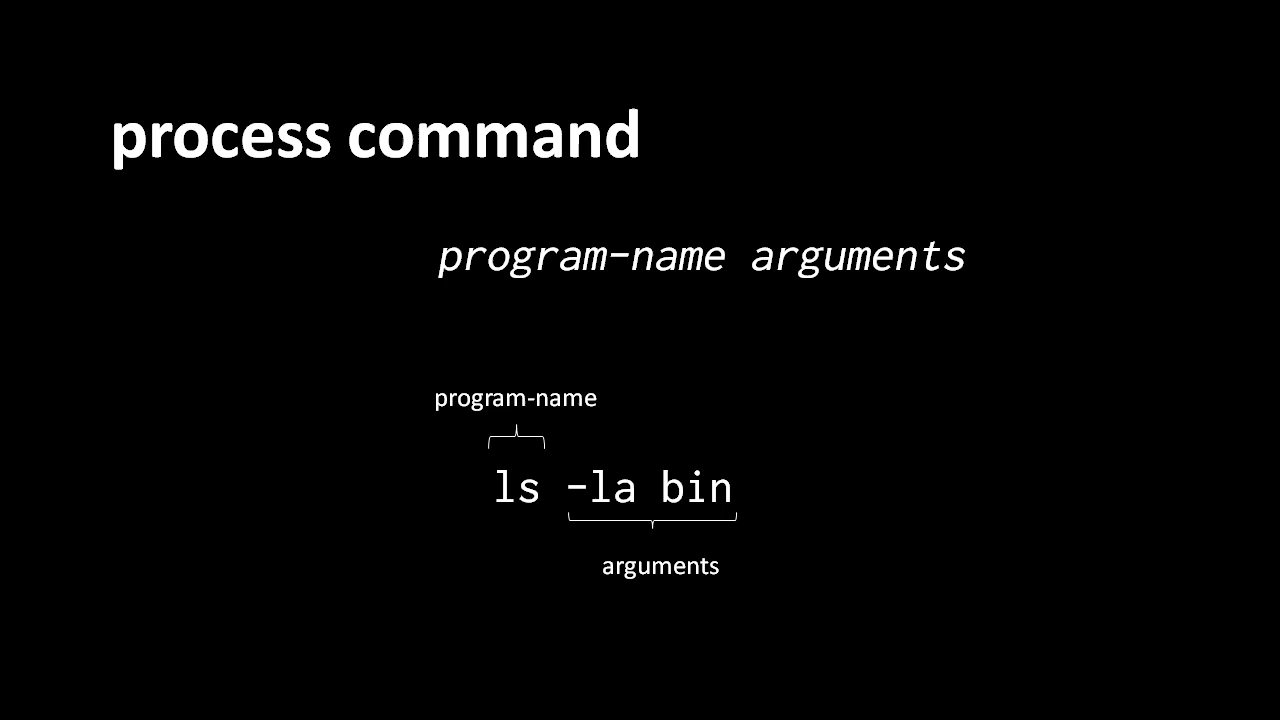 process command
program-name arguments
program-name
ls -la bin
arguments